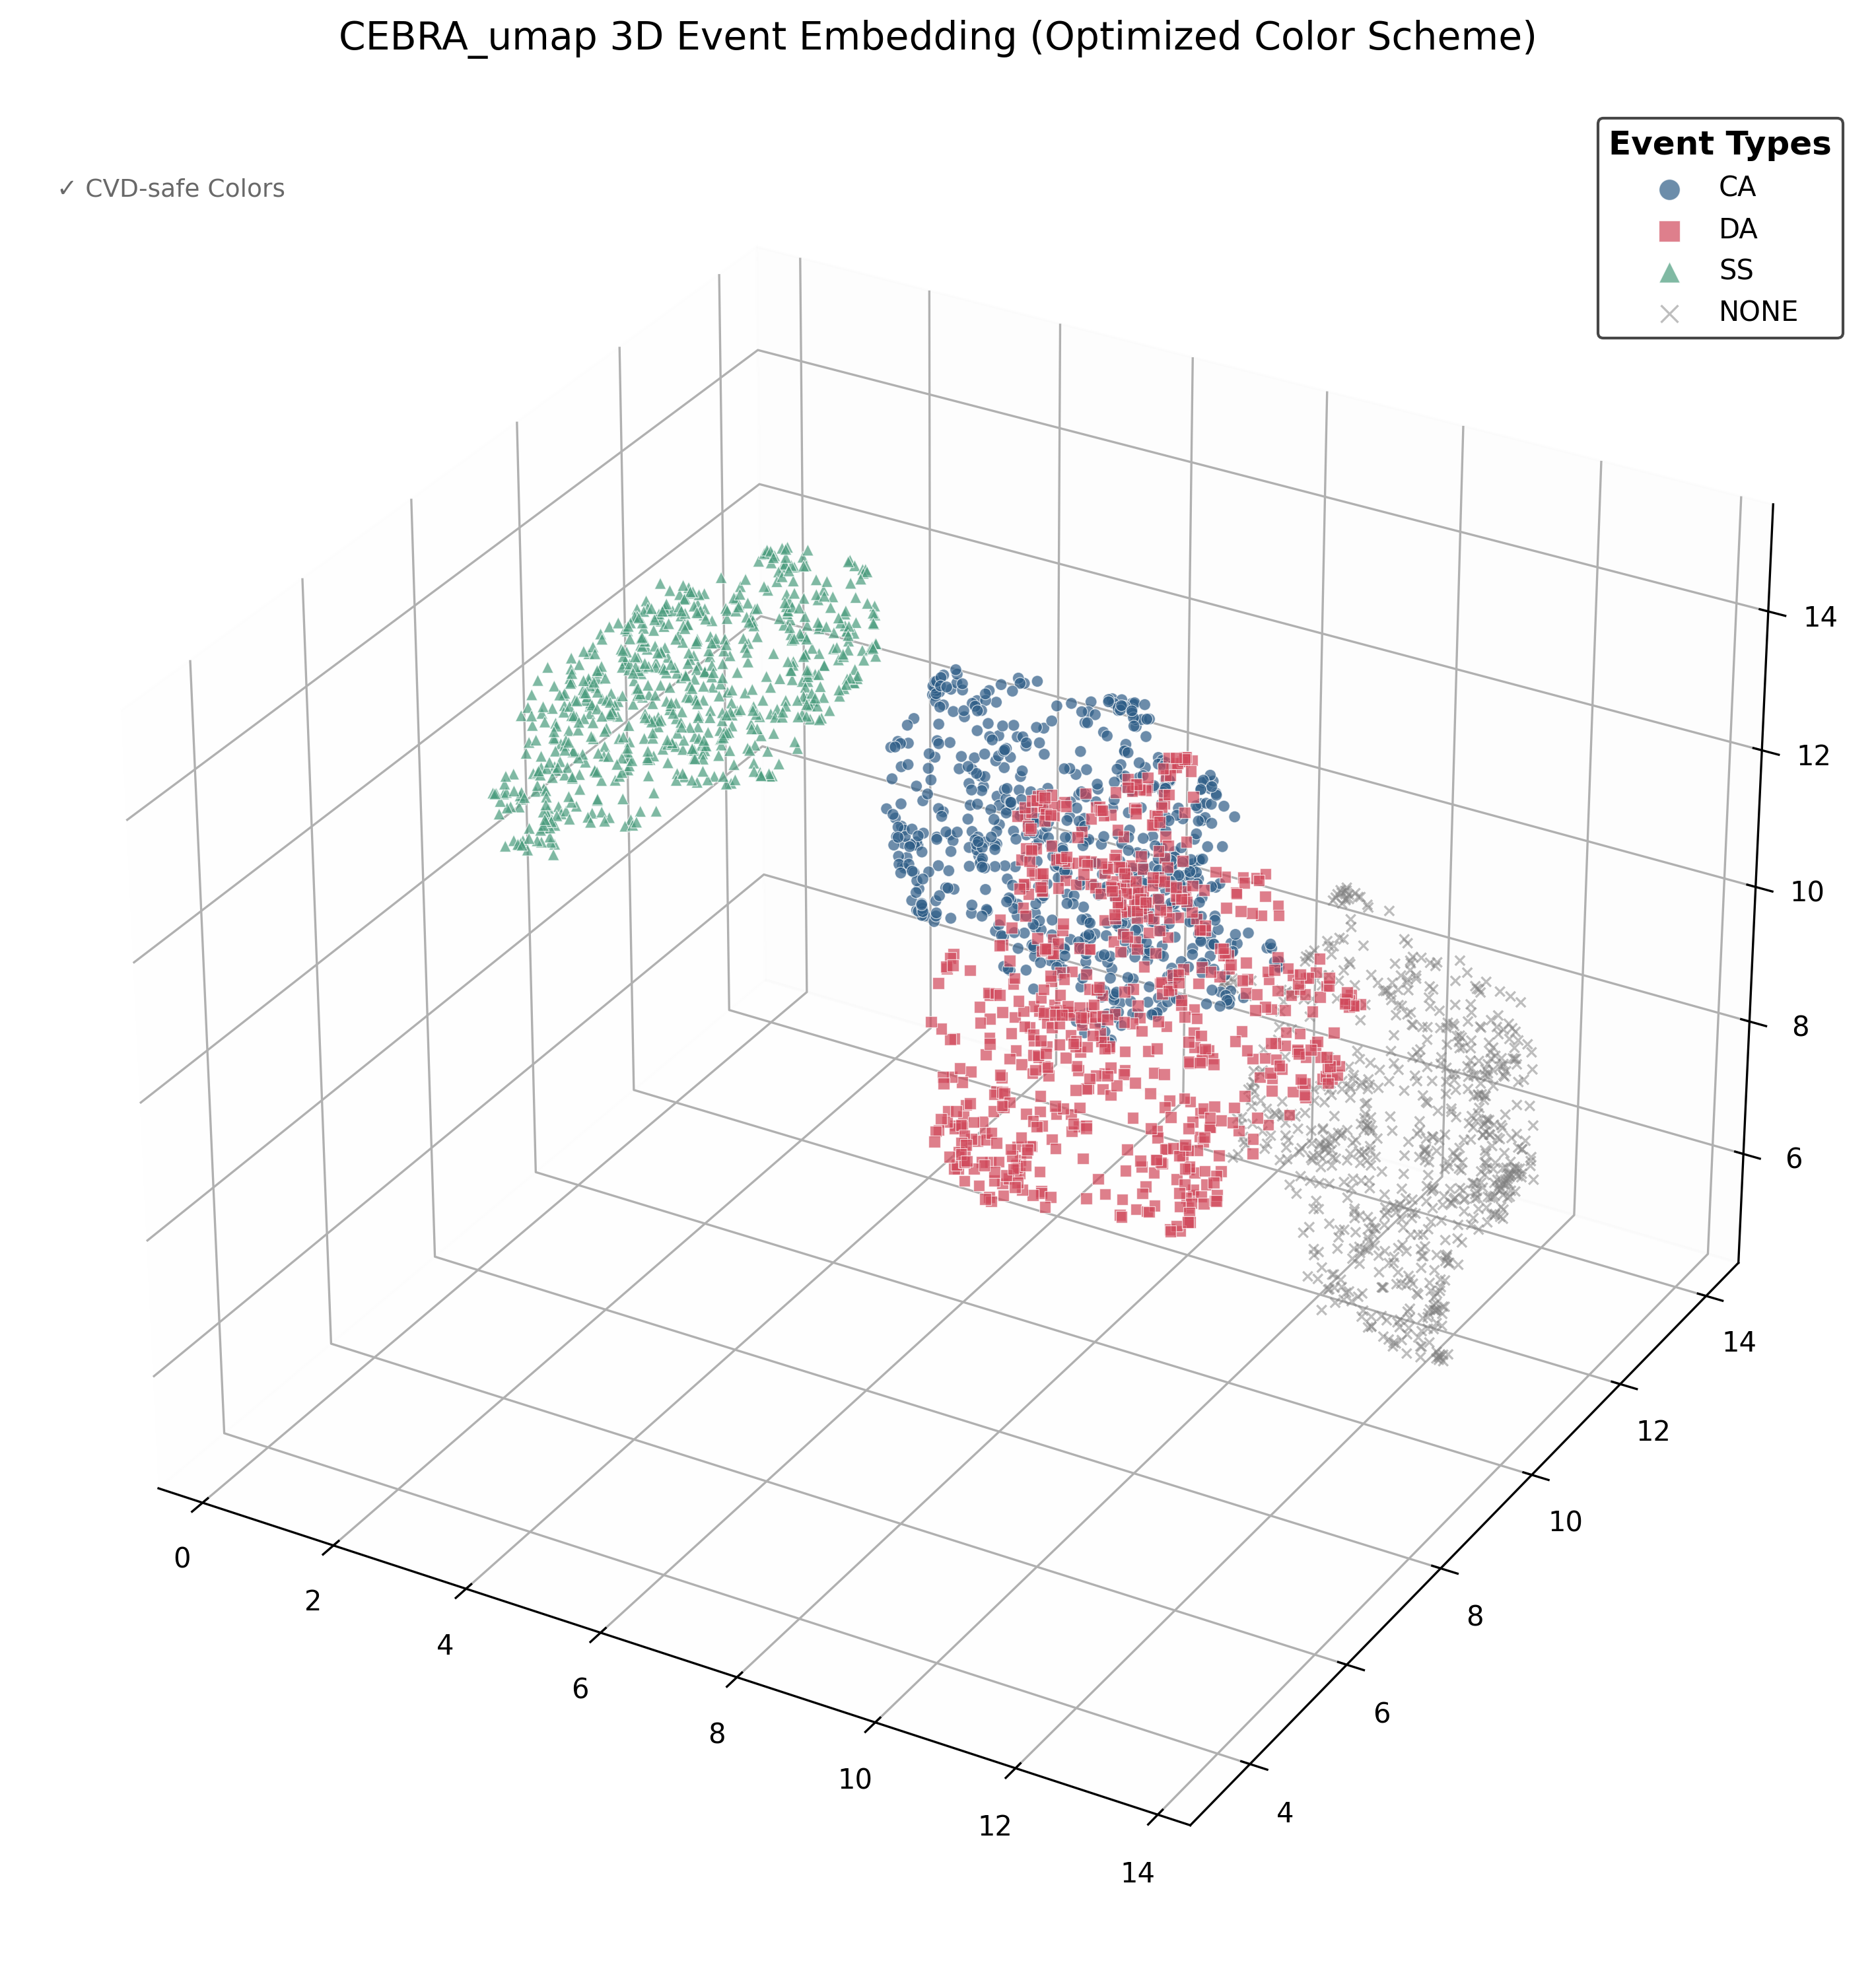 CEBRA_umap 3D Event Embedding (Optimized Color Scheme)
✓ CVD-safe Colors
Event Types
CA
DA
SS
NONE
14
12
10
8
6
14
12
10
8
6
4
0
2
4
6
8
10
12
14